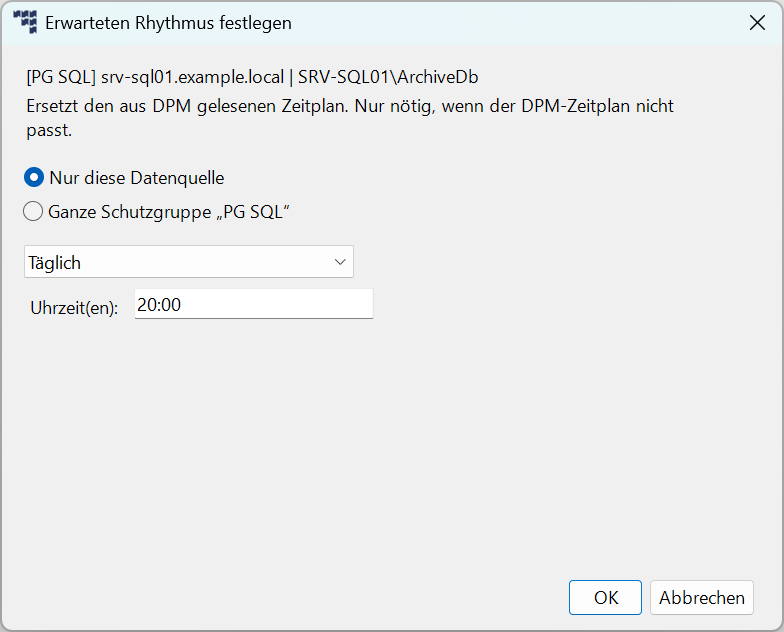 Erwarteten Rhythmus festlegen
[PG SQL] srv-sql01.example.local | SRV-SQL01\ArchiveDb
Ersetzt den aus DPM gelesenen Zeitplan. Nur nötig, wenn der DPM-Zeitplan nicht
passt.
Nur diese Datenquelle
Ganze Schutzgruppe „PG SQL“
Täglich
Uhrzeit(en): 20:00
OK Abbrechen